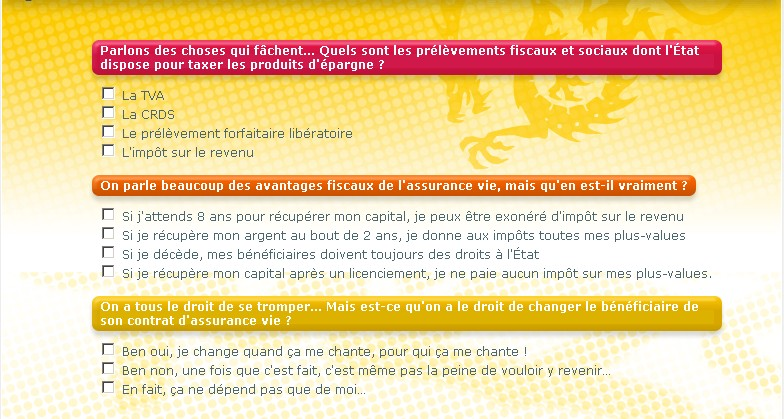 Parlons des choses qui fâchent... Quels sont les prélèvements fiscaux et sociaux dont l'État
dispose pour taxer les produits d'épargne ?
La TVA
La CRDS
Le prélèvement forfaitaire libératoire
L'impôt sur le revenu
On parle beaucoup des avantages fiscaux de l'assurance vie, mais qu'en est-il vraiment ?
Si j'attends 8 ans pour récupérer mon capital, je peux être exonéré d'impôt sur le revenu
Si je récupère mon argent au bout de 2 ans, je donne aux impôts toutes mes plus-values
Si je décède, mes bénéficiaires doivent toujours des droits à l'État
Si je récupère mon capital après un licenciement, je ne paie aucun impôt sur mes plus-values.
On a tous le droit de se tromper... Mais est-ce qu'on a le droit de changer le bénéficiaire de
son contrat d'assurance vie ?
Ben oui, je change quand ça me chante, pour qui ça me chante !
Ben non, une fois que c'est fait, c'est même pas la peine de vouloir y revenir...
En fait, ça ne dépend pas que de moi...